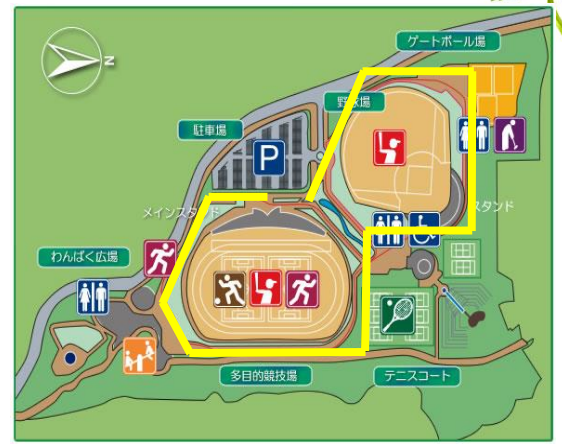 ゲートボール場
N
野球場
駐車場
P
メインスタンド
スタンド
わんぱく広場
多目的競技場
テニスコート